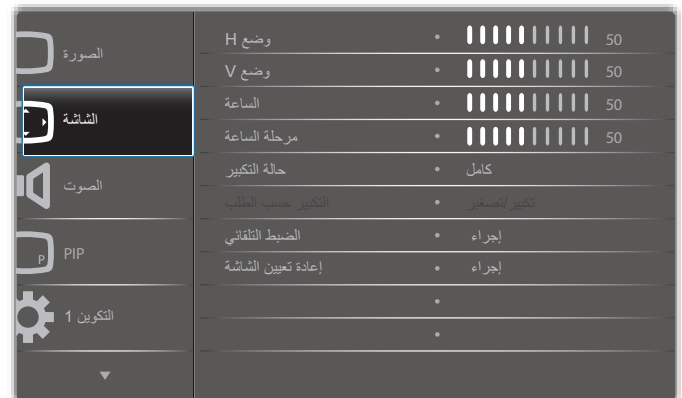 الصورة
الشاشة
الصوت
PIP
P
التكوين 1
وضع H • 50
وضع V • 50
الساعة • 50
مرحلة الساعة • 50
حالة التكبير • كامل
التكبير حسب الطلب • تكبير/تصغير
الضبط التلقائي • إجراء
إعادة تعيين الشاشة • إجراء